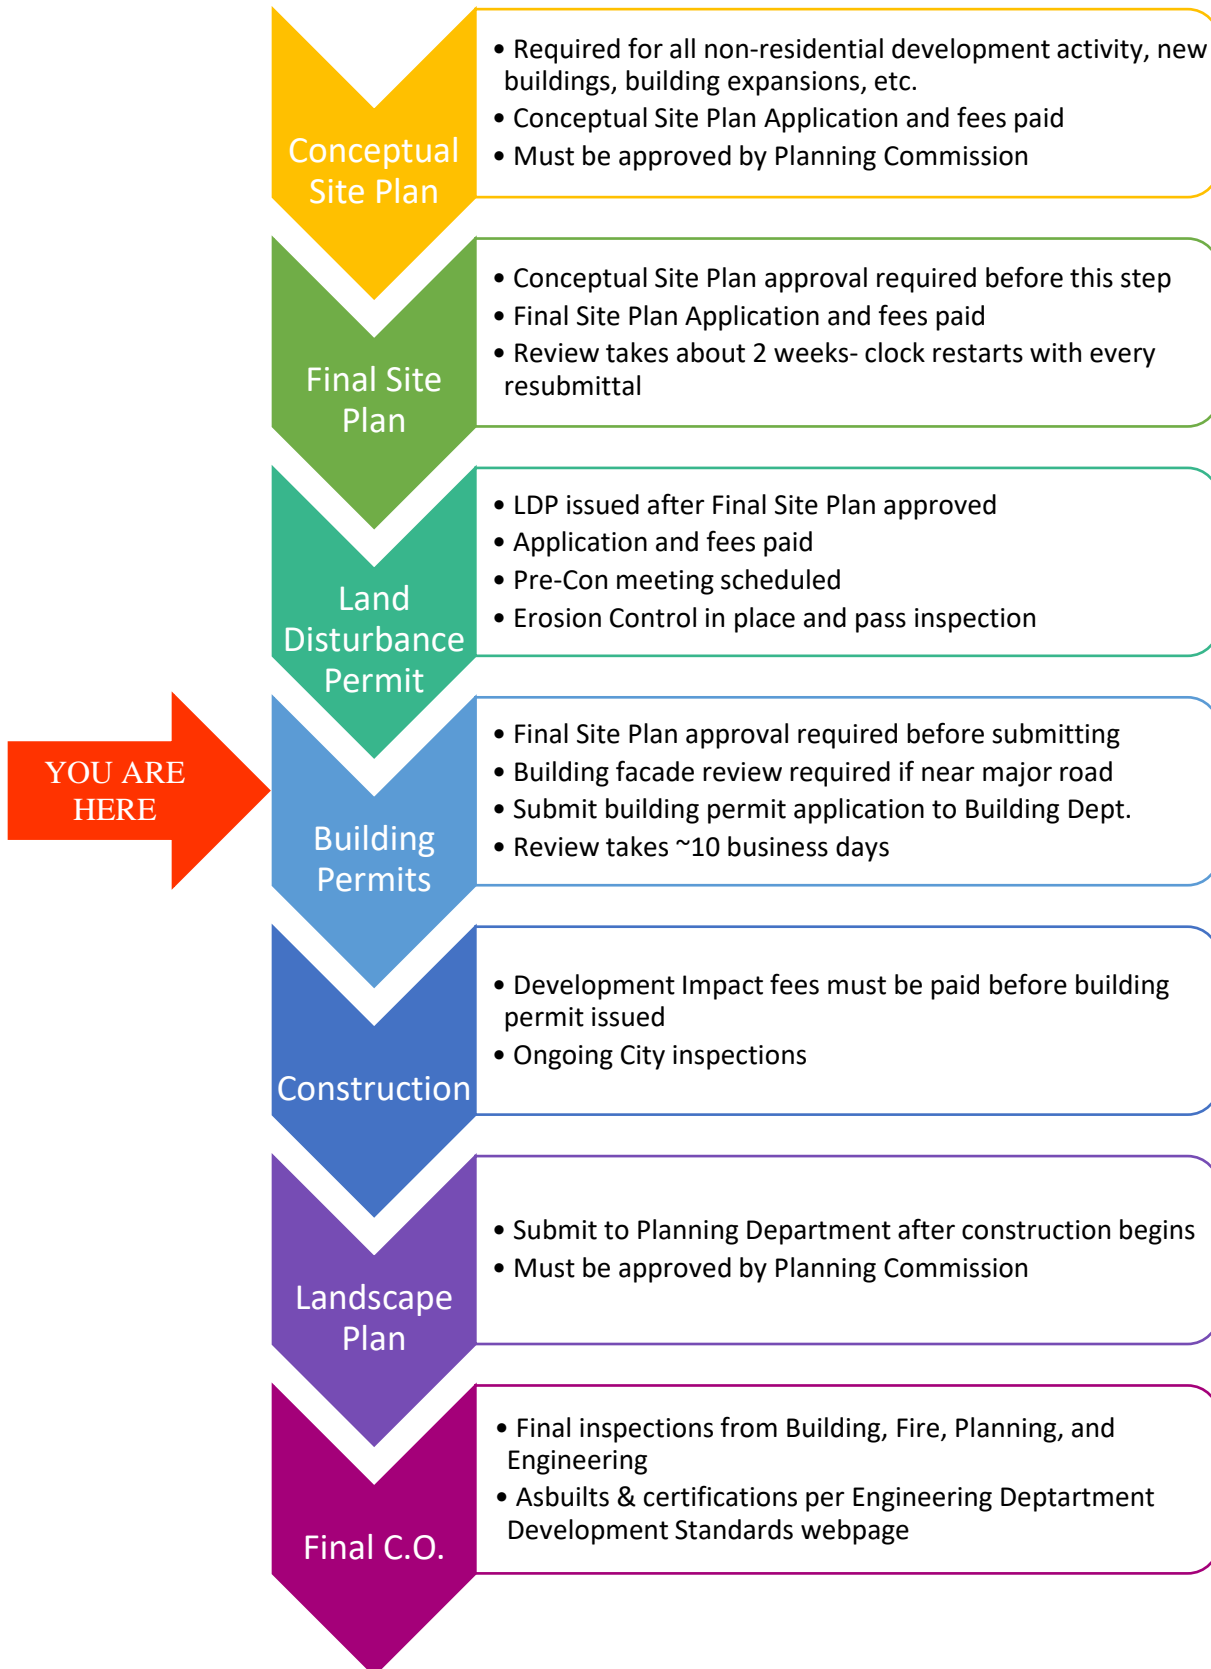 Conceptual
Site Plan
• Required for all non-residential development activity, new
buildings, building expansions, etc.
• Conceptual Site Plan Application and fees paid
• Must be approved by Planning Commission
Final Site
Plan
• Conceptual Site Plan approval required before this step
• Final Site Plan Application and fees paid
• Review takes about 2 weeks- clock restarts with every
resubmittal
Land
Disturbance
Permit
• LDP issued after Final Site Plan approved
• Application and fees paid
• Pre-Con meeting scheduled
• Erosion Control in place and pass inspection
YOU ARE
HERE
Building
Permits
• Final Site Plan approval required before submitting
• Building facade review required if near major road
• Submit building permit application to Building Dept.
• Review takes ~10 business days
Construction
• Development Impact fees must be paid before building
permit issued
• Ongoing City inspections
Landscape
Plan
• Submit to Planning Department after construction begins
• Must be approved by Planning Commission
Final C.O.
• Final inspections from Building, Fire, Planning, and
Engineering
• Asbuilts & certifications per Engineering Deptartment
Development Standards webpage